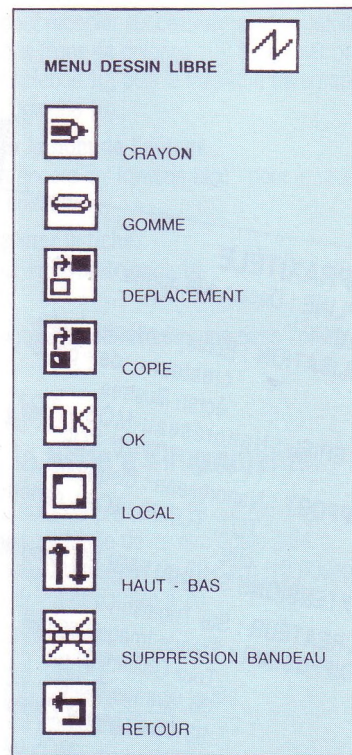 MENU DESSIN LIBRE
CRAYON
GOMME
DEPLACEMENT
COPIE
OK
OK
LOCAL
HAUT - BAS
SUPPRESSION BANDEAU
RETOUR